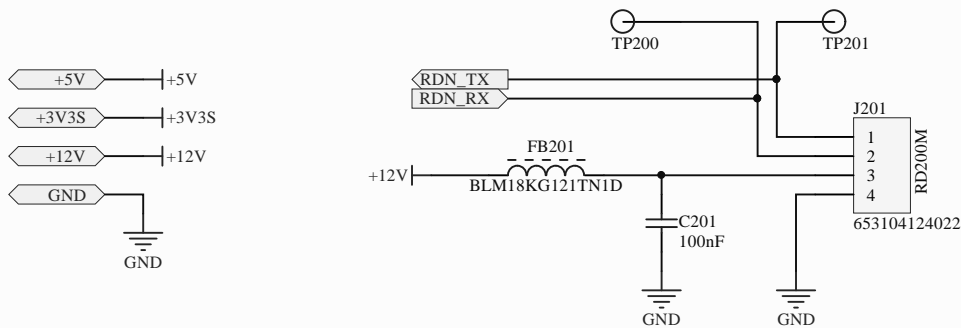 TP200
TP201
+5V
+5V
RDN_TX
RDN_RX
+3V3S
+3V3S
J201
1
2
3
4
RD200M
653104124022
+12V
+12V
FB201
+12V
BLM18KG121TN1D
GND
GND
C201
100nF
GND
GND